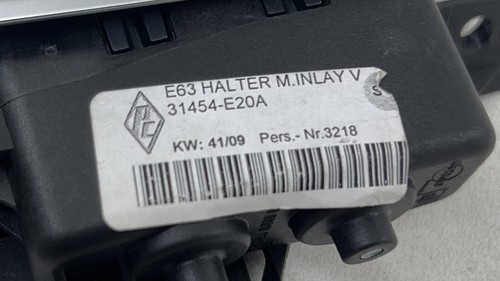 E63 HALTER M.INLAY V
S
31454-E20A
KW: 41/09 Pers.- Nr.3218